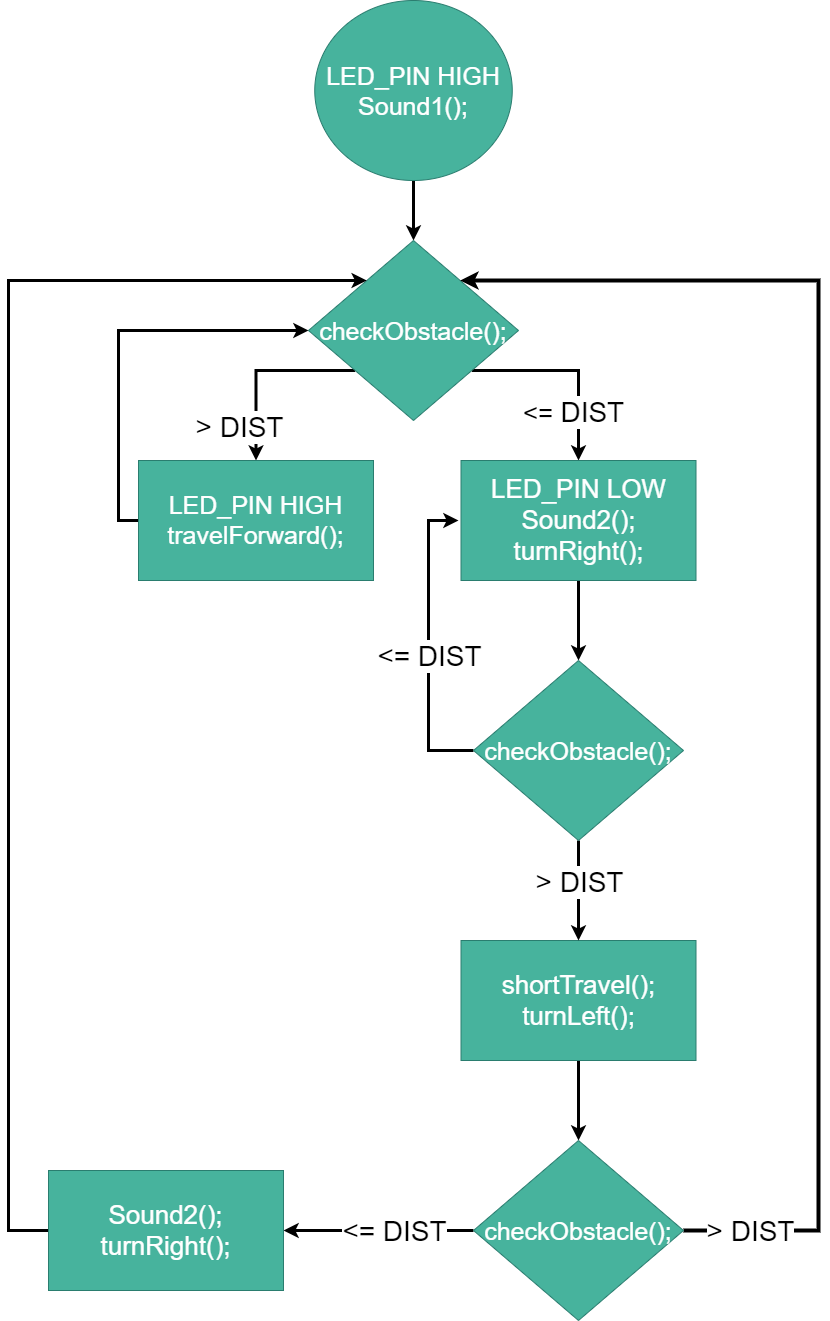 LED_PIN HIGH
Sound1();
checkObstacle();
> DIST
<= DIST
LED_PIN HIGH
travelForward();
LED_PIN LOW
Sound2();
turnRight();
<= DIST
checkObstacle();
> DIST
shortTravel();
turnLeft();
Sound2();
turnRight();
<= DIST
checkObstacle();
> DIST